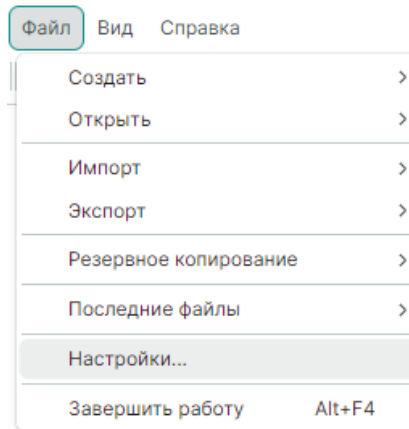 Файл Вид Справка
Создать
Открыть
Импорт
Экспорт
Резервное копирование
Последние файлы
Настройки...
Завершить работу Alt+F4